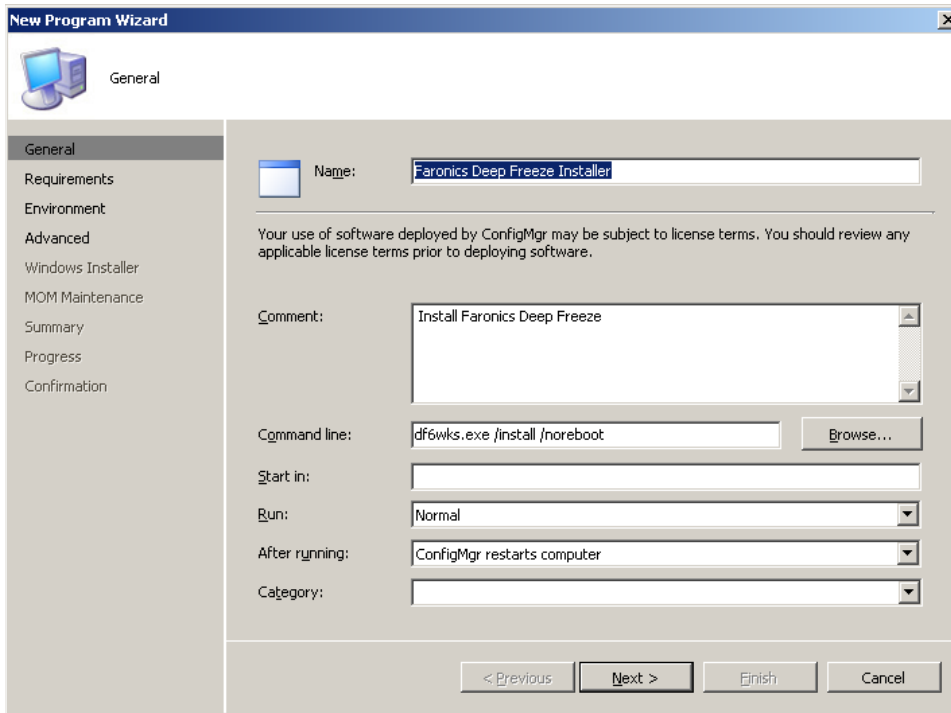 New Program Wizard
General
General
Requirements
Environment
Advanced
Windows Installer
MOM Maintenance
Summary
Progress
Confirmation
Name: Faronics Deep Freeze Installer
Your use of software deployed by ConfigMgr may be subject to license terms. You should review any
applicable license terms prior to deploying software.
Comment: Install Faronics Deep Freeze
Command line: df6wks.exe /install /noreboot Browse...
Start in:
Run: Normal
After running: ConfigMgr restarts computer
Category:
< Previous Next > Finish Cancel